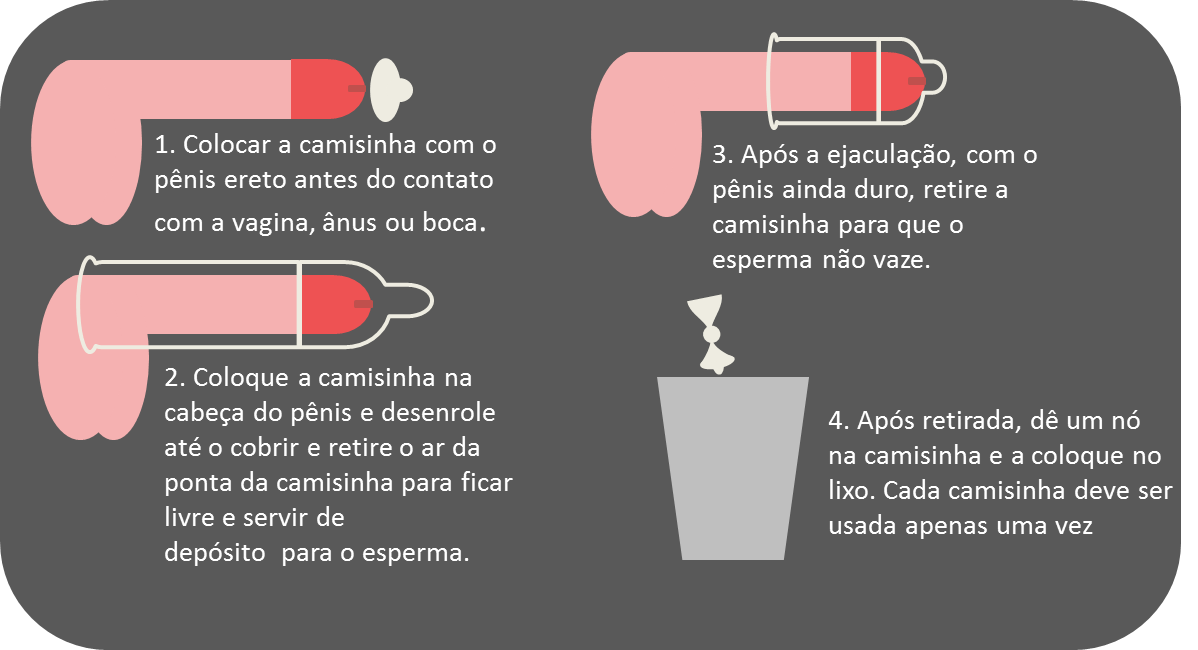 1. Colocar a camisinha com o
pênis ereto antes do contato
com a vagina, ânus ou boca.
2. Coloque a camisinha na
cabeça do pênis e desenrole
até o cobrir e retire o ar da
ponta da camisinha para ficar
livre e servir de
depósito  para o esperma.
3. Após a ejaculação, com o
pênis ainda duro, retire a
camisinha para que o
esperma não vaze.
4. Após retirada, dê um nó
na camisinha e a coloque no
lixo. Cada camisinha deve ser
usada apenas uma vez